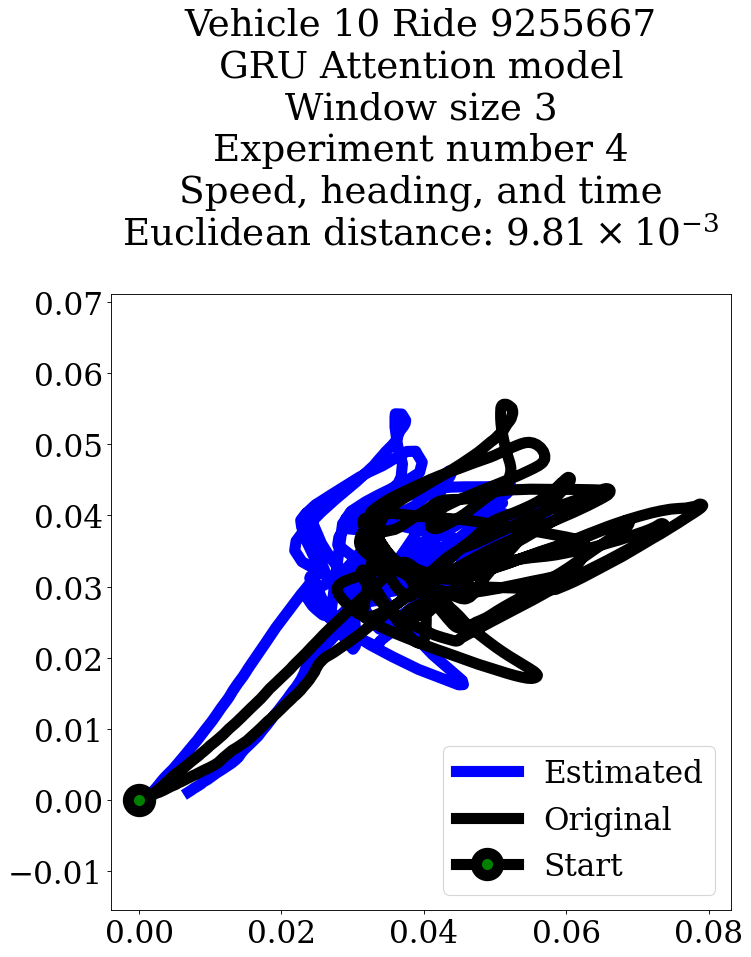 Vehicle 10 Ride 9255667
GRU Attention model
Window size 3
Experiment number 4
Speed, heading, and time
Euclidean distance: 9.81 × 10⁻³
0.07
0.06
0.05
0.04
0.03
0.02
0.01
0.00
−0.01
Estimated
Original
Start
0.00 0.02 0.04 0.06 0.08